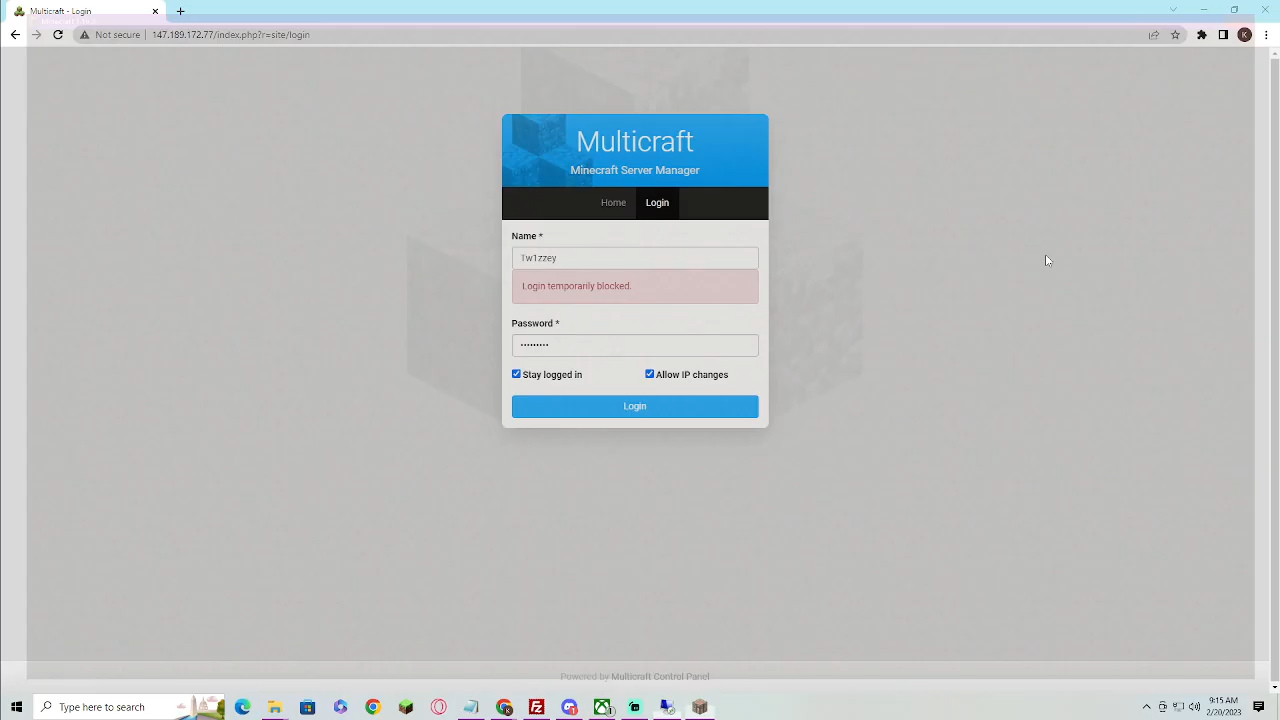 Multicraft - Login
Not secure
147.189.172.77/index.php?r=site/login
K
Multicraft
Minecraft Server Manager
Home
Login
Name *
Tw1zzey
Login temporarily blocked.
Password *
•••••••••
Stay logged in
Allow IP changes
Login
Powered by Multicraft Control Panel
Type here to search
9:15 AM
2/20/2023